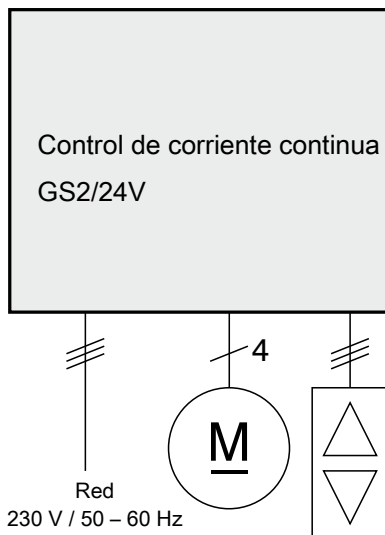 Control de corriente continua
GS2/24V
4
M
Red
230 V / 50 – 60 Hz